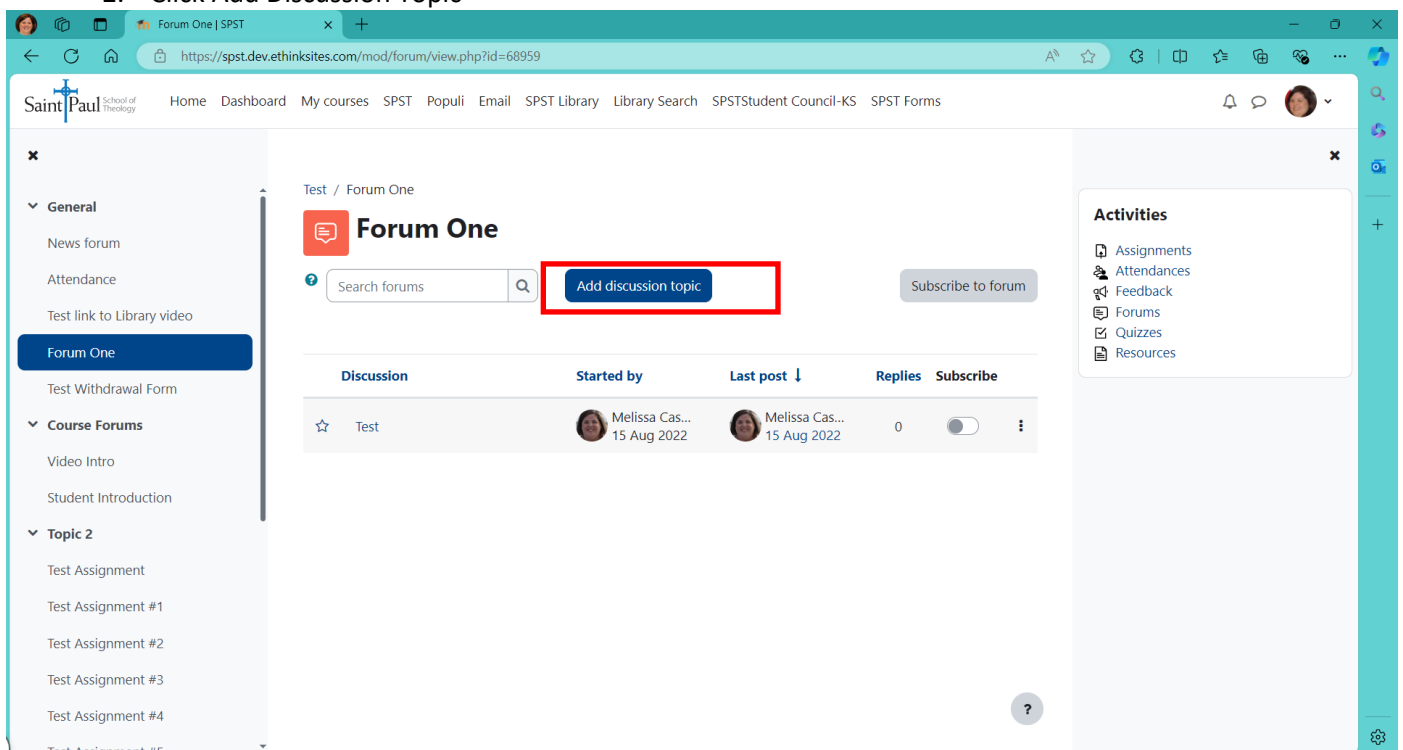 Click Add Discussion Topic
Forum One | SPST
https://spst.dev.ethinksites.com/mod/forum/view.php?id=68959
Saint Paul School of Theology
Home Dashboard My courses SPST Populi Email SPST Library Library Search SPSTStudent Council-KS SPST Forms
Test / Forum One
Forum One
Search forums
Add discussion topic
Subscribe to forum
General
News forum
Attendance
Test link to Library video
Forum One
Test Withdrawal Form
Course Forums
Video Intro
Student Introduction
Topic 2
Test Assignment
Test Assignment #1
Test Assignment #2
Test Assignment #3
Test Assignment #4
Discussion Started by Last post Replies Subscribe
Test Melissa Cas... Melissa Cas... 0
15 Aug 2022 15 Aug 2022
Activities
Assignments
Attendances
Feedback
Forums
Quizzes
Resources
?